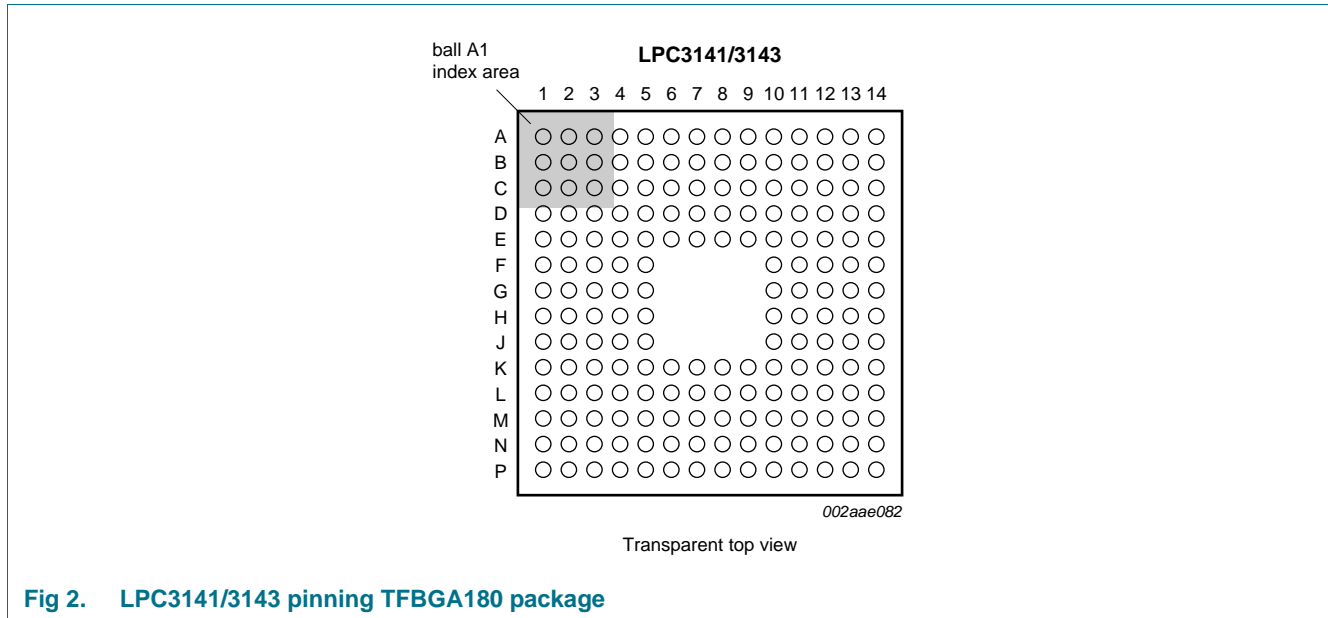 ball A1
index area
LPC3141/3143
1 2 3 4 5 6 7 8 9 10 11 12 13 14
A
B
C
D
E
F
G
H
J
K
L
M
N
P
002aae082
Transparent top view
Fig 2. LPC3141/3143 pinning TFBGA180 package